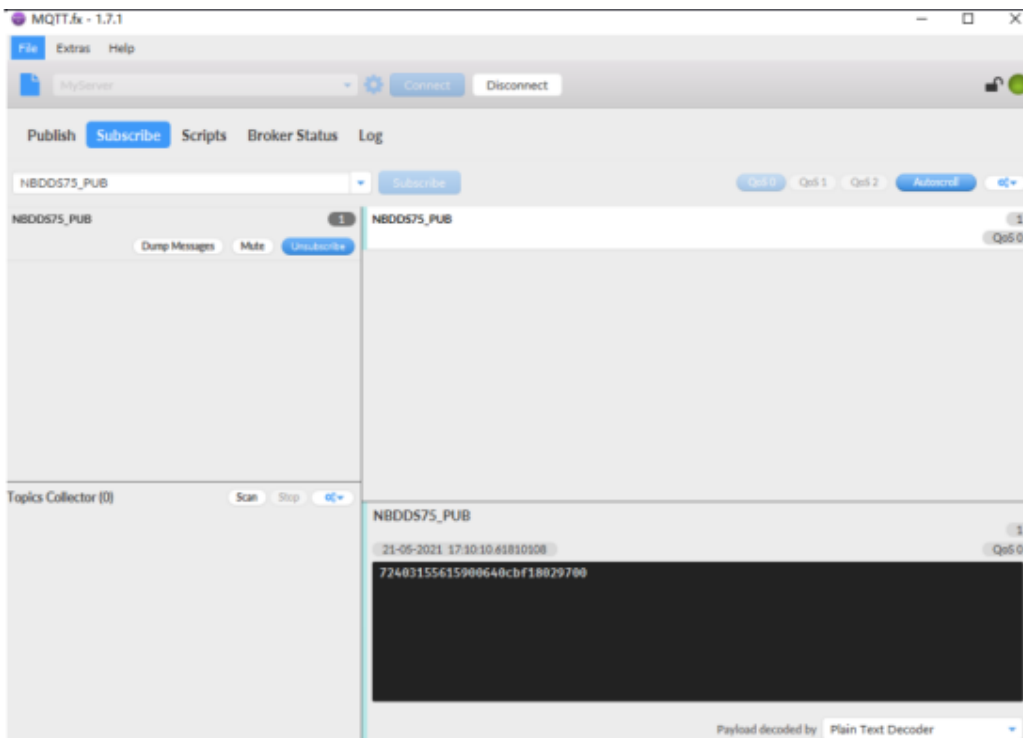 MQTT.fx - 1.7.1
File Extras Help
MyServer Connect Disconnect
Publish Subscribe Scripts Broker Status Log
NBDDS75_PUB Subscribe QoS 0 QoS 1 QoS 2 Autoscroll
NBDDS75_PUB 1
Dump Messages Mute Unsubscribe
NBDDS75_PUB 1
QoS 0
Topics Collector (0) Scan Stop
NBDDS75_PUB 1
21-05-2021 17:10:10.61810108 QoS 0
72403155615900640cbf18029700
Payload decoded by Plain Text Decoder